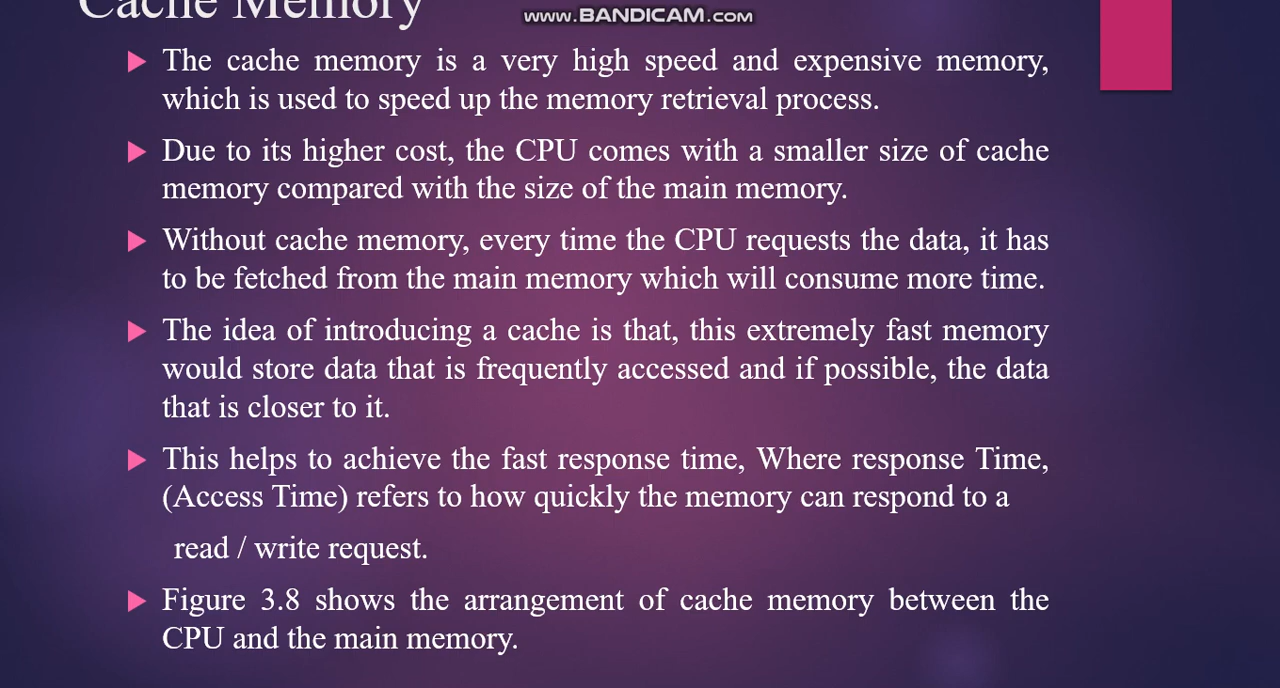 Cache Memory
www.BANDICAM.com
The cache memory is a very high speed and expensive memory,
which is used to speed up the memory retrieval process.
Due to its higher cost, the CPU comes with a smaller size of cache
memory compared with the size of the main memory.
Without cache memory, every time the CPU requests the data, it has
to be fetched from the main memory which will consume more time.
The idea of introducing a cache is that, this extremely fast memory
would store data that is frequently accessed and if possible, the data
that is closer to it.
This helps to achieve the fast response time, Where response Time,
(Access Time) refers to how quickly the memory can respond to a
read / write request.
Figure 3.8 shows the arrangement of cache memory between the
CPU and the main memory.